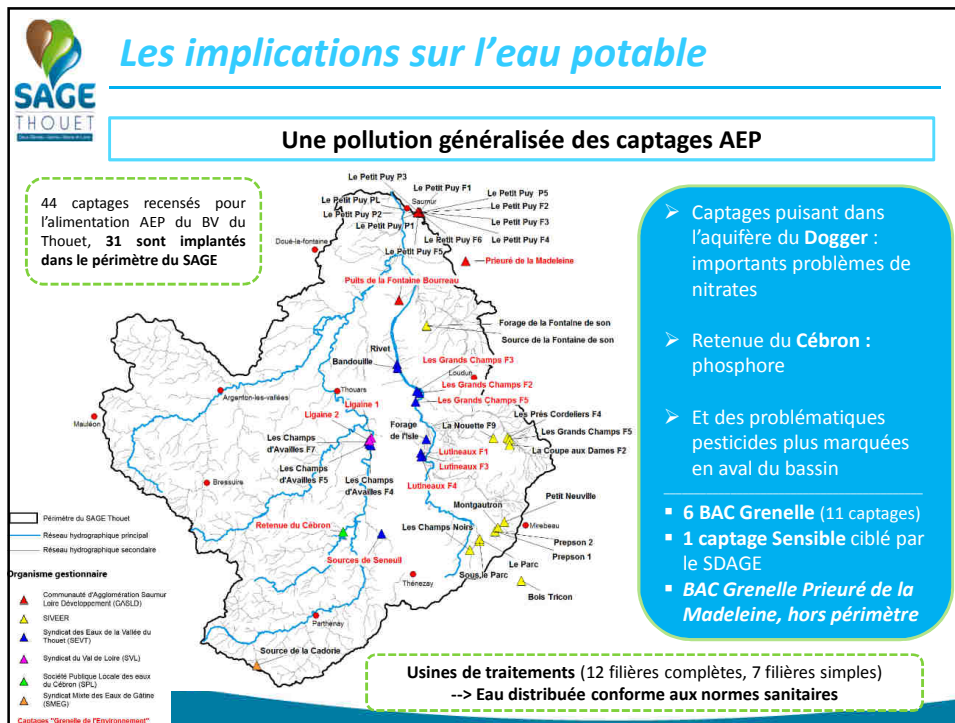 SAGE
THOUET
Les implications sur l'eau potable
Une pollution généralisée des captages AEP
44 captages recensés pour
l'alimentation AEP du BV du
Thouet, 31 sont implantés
dans le périmètre du SAGE
Le Petit Puy P3
Le Petit Puy F1
Le Petit Puy PL
Saumur
Le Petit Puy P5
Le Petit Puy F2
Le Petit Puy P2
Le Petit Puy F3
Le Petit Puy P1
Le Petit Puy F6
Le Petit Puy F4
Le Petit Puy F5
Doué-la-fontaine
Prieuré de la Madeleine
Puits de la Fontaine Bourreau
Forage de la Fontaine de son
Source de la Fontaine de son
Rivet
Bandouille
Les Grands Champs F3
Loudun
Thouars
Les Grands Champs F2
Argenton-les-vallées
Ligaine 1
Les Grands Champs F5
Mauléon
Ligaine 2
Les Prés Cordeliers F4
Forage
de l'Isle
La Nouette F9
Les Grands Champs F5
Les Champs
d'Availles F7
La Coupe aux Dames F2
Lutineaux F1
Lutineaux F3
Les Champs
d'Availles F5
Les Champs
d'Availles F4
Lutineaux F4
Bressuire
Petit Neuville
Montgautron
Retenue du Cébron
Les Champs Noirs
Mirebeau
Prepson 2
Prepson 1
Sources de Seneuil
Le Parc
Thénezay
Sous le Parc
Bois Tricon
Parthenay
Source de la Cadorie
Périmètre du SAGE Thouet
Réseau hydrographique principal
Réseau hydrographique secondaire
Organisme gestionnaire
Communauté d'Agglomération Saumur
Loire Développement (CASLD)
SIVEER
Syndicat des Eaux de la Vallée du
Thouet (SEVT)
Syndicat du Val de Loire (SVL)
Société Publique Locale des eaux
du Cébron (SPL)
Syndicat Mixte des Eaux de Gâtine
(SMEG)
Captages "Grenelle de l'Environement"
➢ Captages puisant dans
l'aquifère du Dogger :
importants problèmes de
nitrates
➢ Retenue du Cébron :
phosphore
➢ Et des problématiques
pesticides plus marquées
en aval du bassin
▪ 6 BAC Grenelle (11 captages)
▪ 1 captage Sensible ciblé par
le SDAGE
▪ BAC Grenelle Prieuré de la
Madeleine, hors périmètre
Usines de traitements (12 filières complètes, 7 filières simples)
--> Eau distribuée conforme aux normes sanitaires